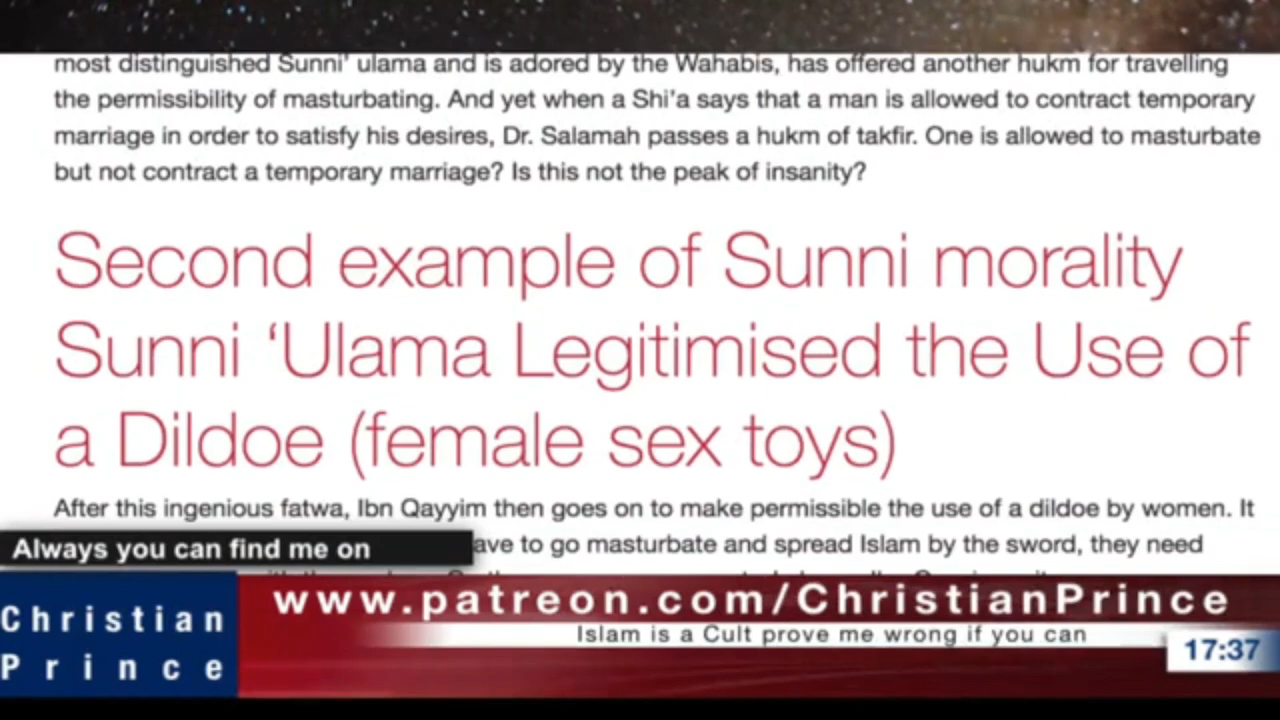 most distinguished Sunni' ulama and is adored by the Wahabis, has offered another hukm for travelling
the permissibility of masturbating. And yet when a Shi'a says that a man is allowed to contract temporary
marriage in order to satisfy his desires, Dr. Salamah passes a hukm of takfir. One is allowed to masturbate
but not contract a temporary marriage? Is this not the peak of insanity?
Second example of Sunni morality
Sunni ‘Ulama Legitimised the Use of
a Dildoe (female sex toys)
After this ingenious fatwa, Ibn Qayyim then goes on to make permissible the use of a dildoe by women. It
ave to go masturbate and spread Islam by the sword, they need
Always you can find me on
Christian
Prince
www.patreon.com/ChristianPrince
Islam is a Cult prove me wrong if you can
17:37